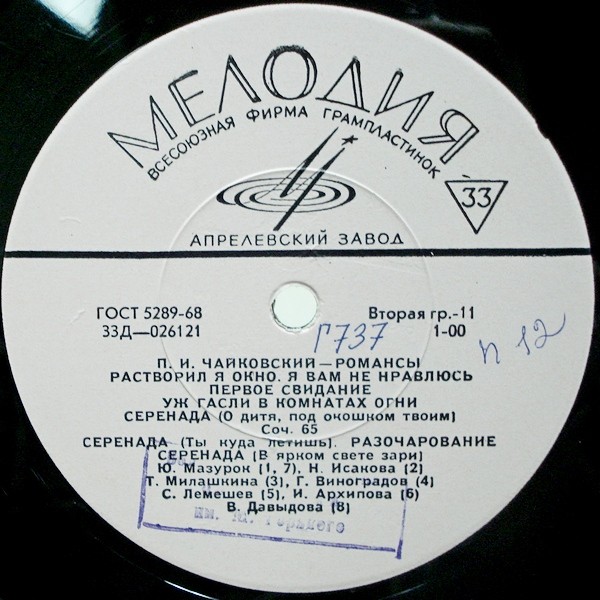 МЕЛОДИЯ
ВСЕСОЮЗНАЯ ФИРМА ГРАМПЛАСТИНОК
33
АПРЕЛЕВСКИЙ ЗАВОД
ГОСТ 5289-68 Вторая гр.-11
33Д—026121 1-00
Г737 п 12
П. И. ЧАЙКОВСКИЙ—РОМАНСЫ
РАСТВОРИЛ Я ОКНО. Я ВАМ НЕ НРАВЛЮСЬ
ПЕРВОЕ СВИДАНИЕ
УЖ ГАСЛИ В КОМНАТАХ ОГНИ
СЕРЕНАДА (О дитя, под окошком твоим)
Соч. 65
СЕРЕНАДА (Ты куда летишь). РАЗОЧАРОВАНИЕ
СЕРЕНАДА (В ярком свете зари)
Ю. Мазурок (1, 7), Н. Исакова (2)
Т. Милашкина (3), Г. Виноградов (4)
С. Лемешев (5), И. Архипова (6)
В. Давыдова (8)
им. М. Горького